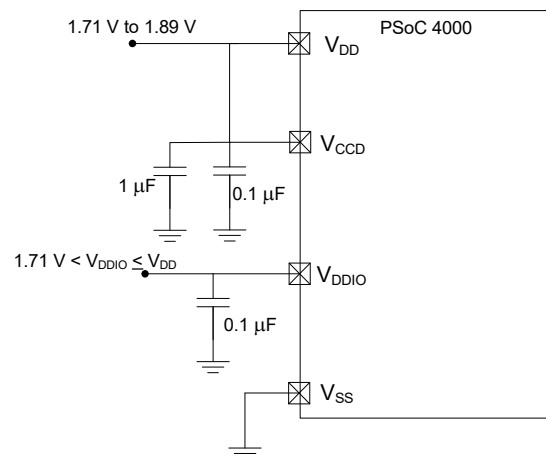 1.71 V to 1.89 V
PSoC 4000
VDD
VCCD
1 μF
0.1 μF
1.71 V < VDDIO ≤ VDD
VDDIO
0.1 μF
VSS